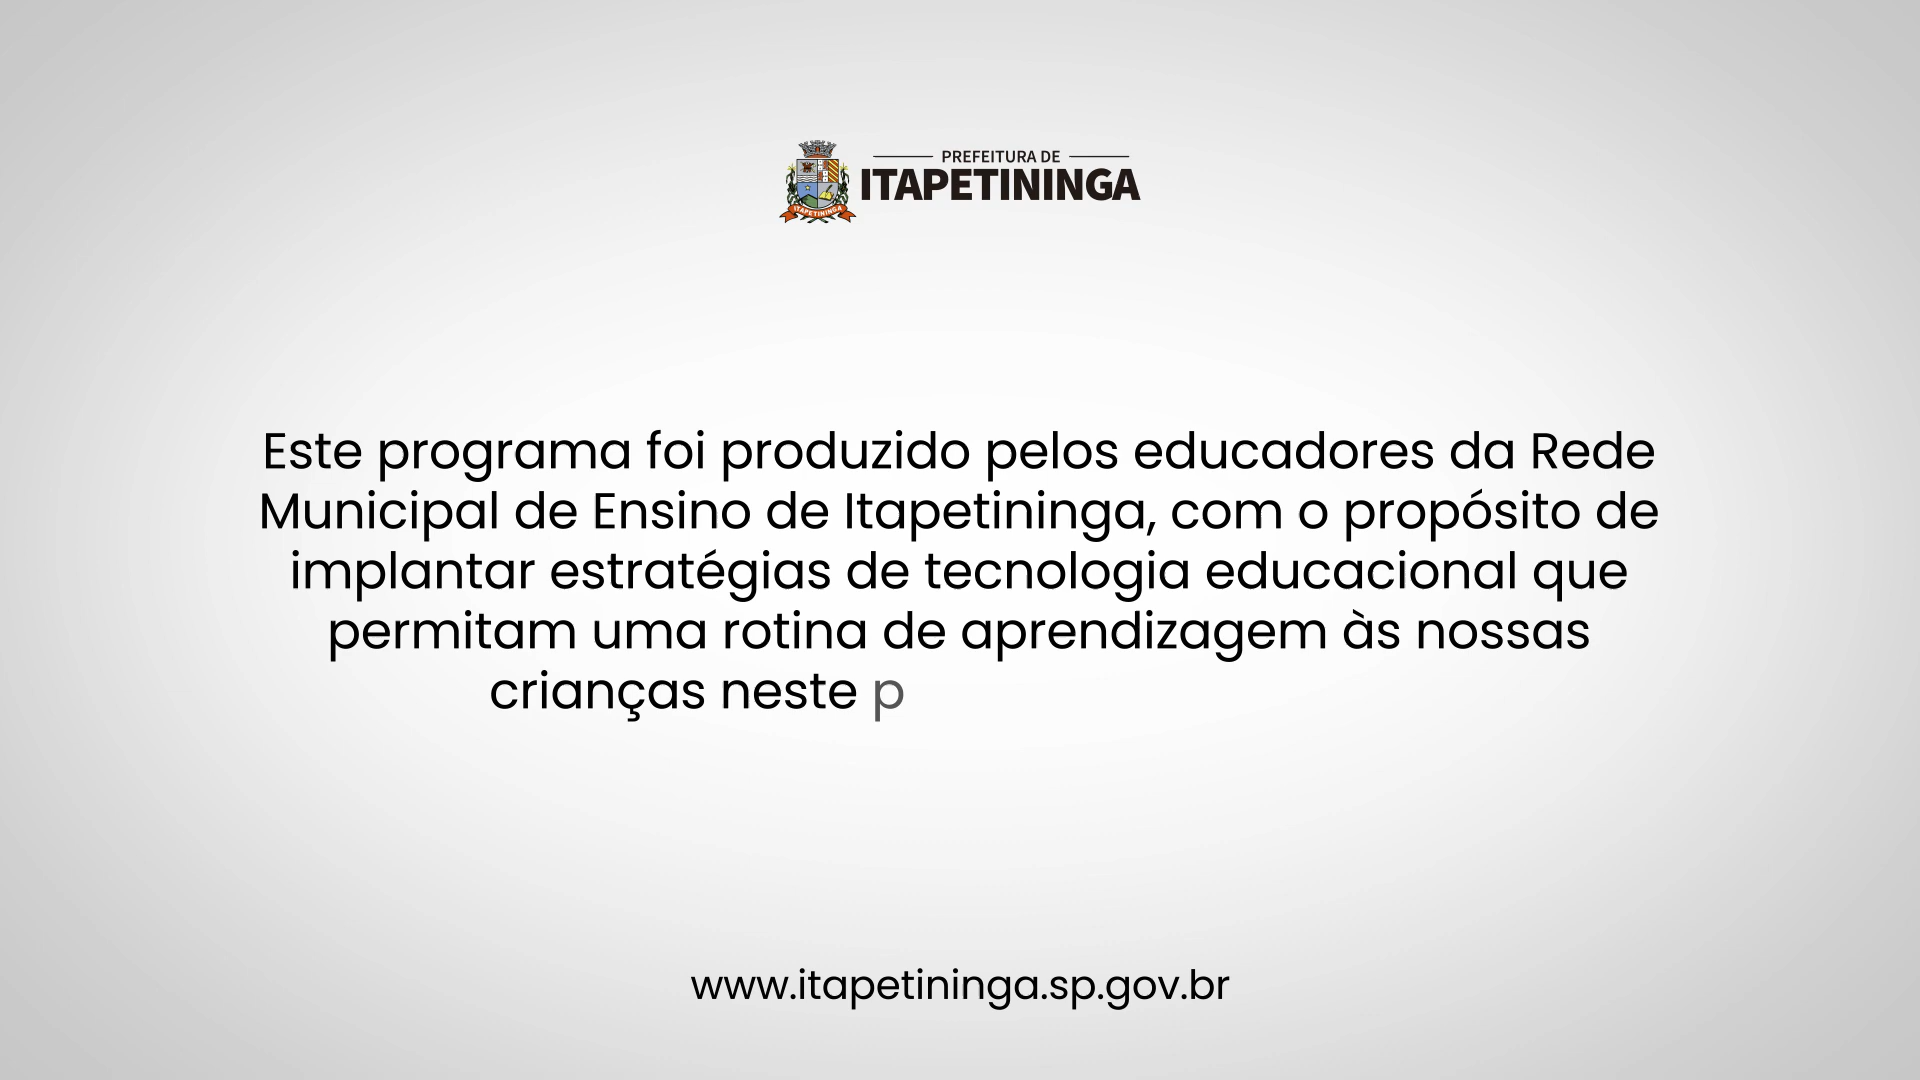 PREFEITURA DE
ITAPETININGA
ITAPETININGA
Este programa foi produzido pelos educadores da Rede
Municipal de Ensino de Itapetininga, com o propósito de
implantar estratégias de tecnologia educacional que
permitam uma rotina de aprendizagem às nossas
crianças neste p
www.itapetininga.sp.gov.br